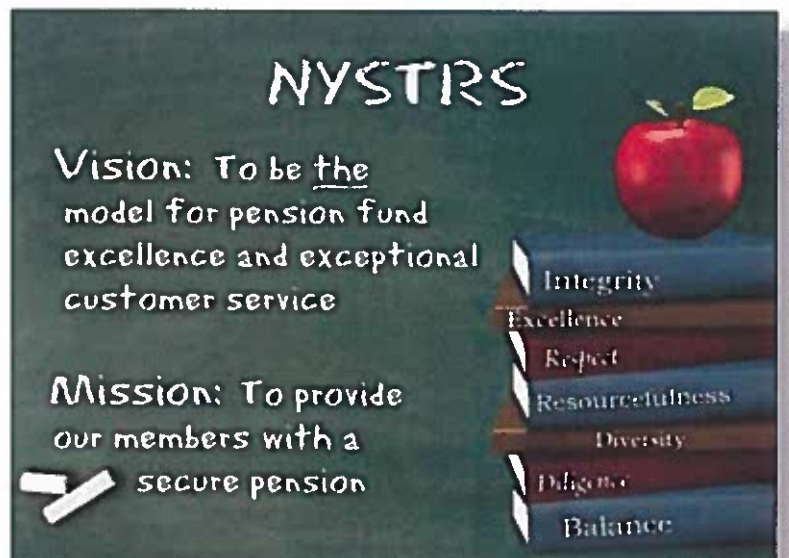 NYSTRS
Vision: To be the
model for pension fund
excellence and exceptional
customer service
Mission: To provide
our members with a
secure pension
Integrity
Excellence
Respect
Resourcefulness
Diversity
Diligence
Balance